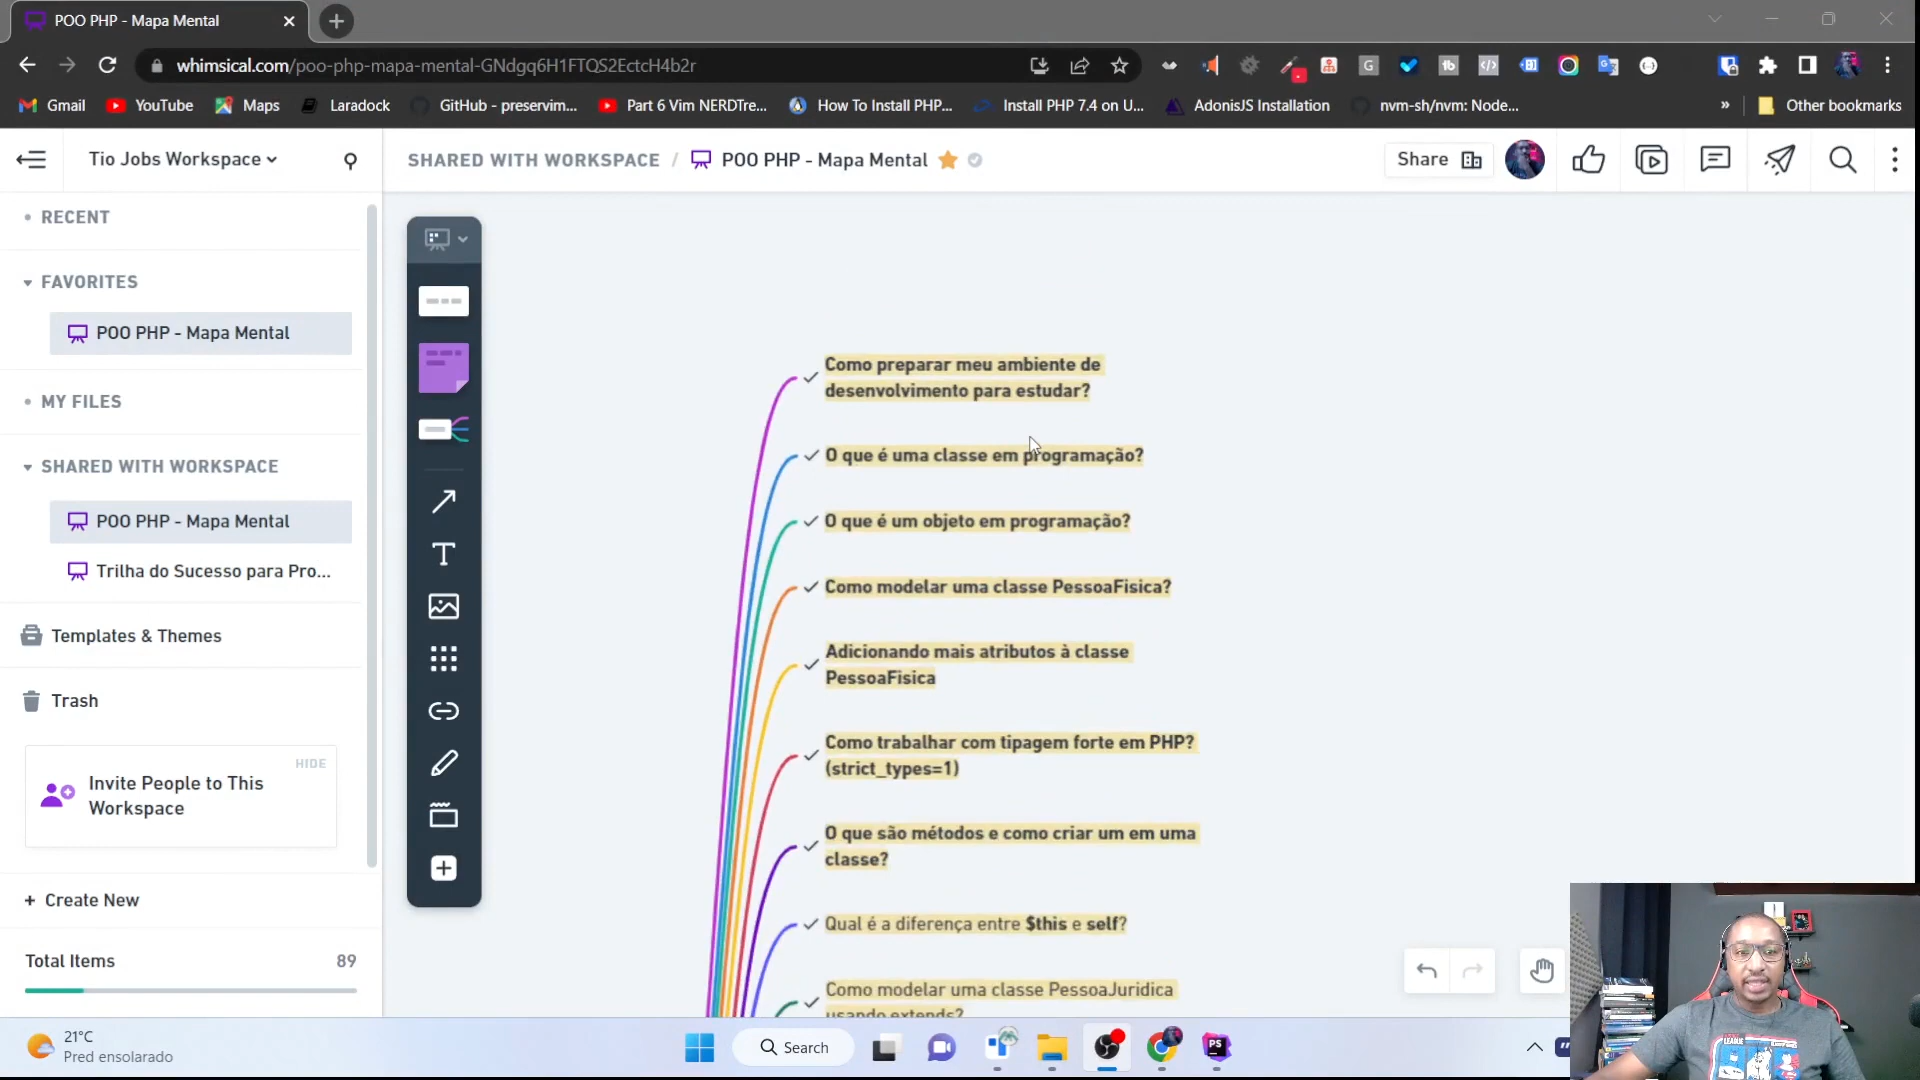 POO PHP - Mapa Mental
whimsical.com/poo-php-mapa-mental-GNdgq6H1FTQS2EctcH4b2r
Gmail YouTube Maps Laradock GitHub - preservim... Part 6 Vim NERDTre... How To Install PHP... Install PHP 7.4 on U... AdonisJS Installation nvm-sh/nvm: Node... » Other bookmarks
Tio Jobs Workspace
SHARED WITH WORKSPACE / POO PHP - Mapa Mental
Share
RECENT
FAVORITES
POO PHP - Mapa Mental
MY FILES
SHARED WITH WORKSPACE
POO PHP - Mapa Mental
Trilha do Sucesso para Pro...
Templates & Themes
Trash
HIDE
Invite People to This
Workspace
+ Create New
Total Items 89
Como preparar meu ambiente de
desenvolvimento para estudar?
O que é uma classe em programação?
O que é um objeto em programação?
Como modelar uma classe PessoaFisica?
Adicionando mais atributos à classe
PessoaFisica
Como trabalhar com tipagem forte em PHP?
(strict_types=1)
O que são métodos e como criar um em uma
classe?
Qual é a diferença entre $this e self?
Como modelar uma classe PessoaJuridica
usando extends?
21°C
Pred ensolarado
Search
PS